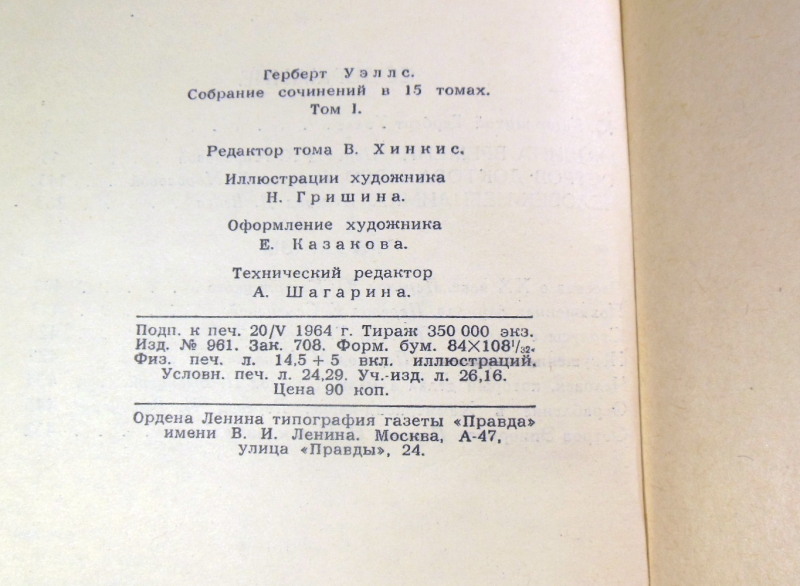 Герберт Уэллс.
Собрание сочинений в 15 томах.
Том I.
Редактор тома В. Хинкис.
Иллюстрации художника
Н. Гришина.
Оформление художника
Е. Казакова.
Технический редактор
А. Шагарина.
Подп. к печ. 20/V 1964 г. Тираж 350 000 экз.
Изд. № 961. Зак. 708. Форм. бум. 84×108¹/₃₂.
Физ. печ. л. 14,5 + 5 вкл. иллюстраций.
Условн. печ. л. 24,29. Уч.-изд. л. 26,16.
Цена 90 коп.
Ордена Ленина типография газеты «Правда»
имени В. И. Ленина. Москва, А-47,
улица «Правды», 24.